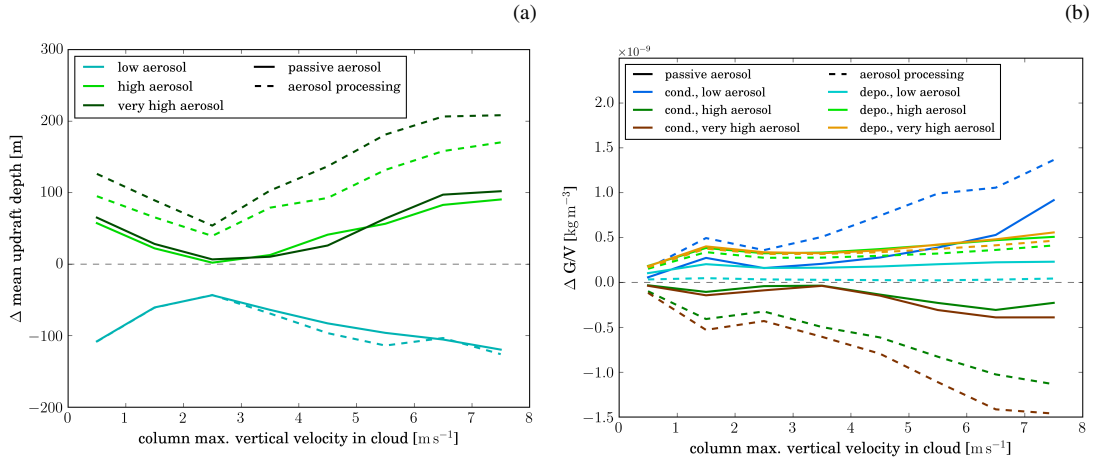 (a)
300
200
100
0
−100
−200
0 1 2 3 4 5 6 7 8
Δ mean updraft depth [m]
column max. vertical velocity in cloud [m s⁻¹]
low aerosol
high aerosol
very high aerosol
passive aerosol
aerosol processing
(b)
×10⁻⁹
2.0
1.5
1.0
0.5
0.0
−0.5
−1.0
−1.5
0 1 2 3 4 5 6 7 8
Δ G/V [kg m⁻³]
column max. vertical velocity in cloud [m s⁻¹]
passive aerosol
cond., low aerosol
cond., high aerosol
cond., very high aerosol
aerosol processing
depo., low aerosol
depo., high aerosol
depo., very high aerosol